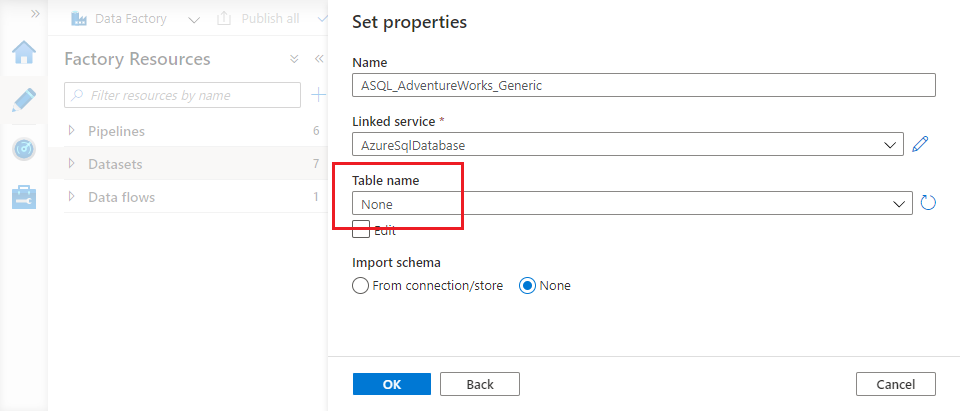 »
Data Factory
Publish all
Factory Resources
«
Filter resources by name
Pipelines 6
Datasets 7
Data flows 1
Set properties
Name
ASQL_AdventureWorks_Generic
Linked service *
AzureSqlDatabase
Table name
None
Edit
Import schema
From connection/store None
OK Back Cancel